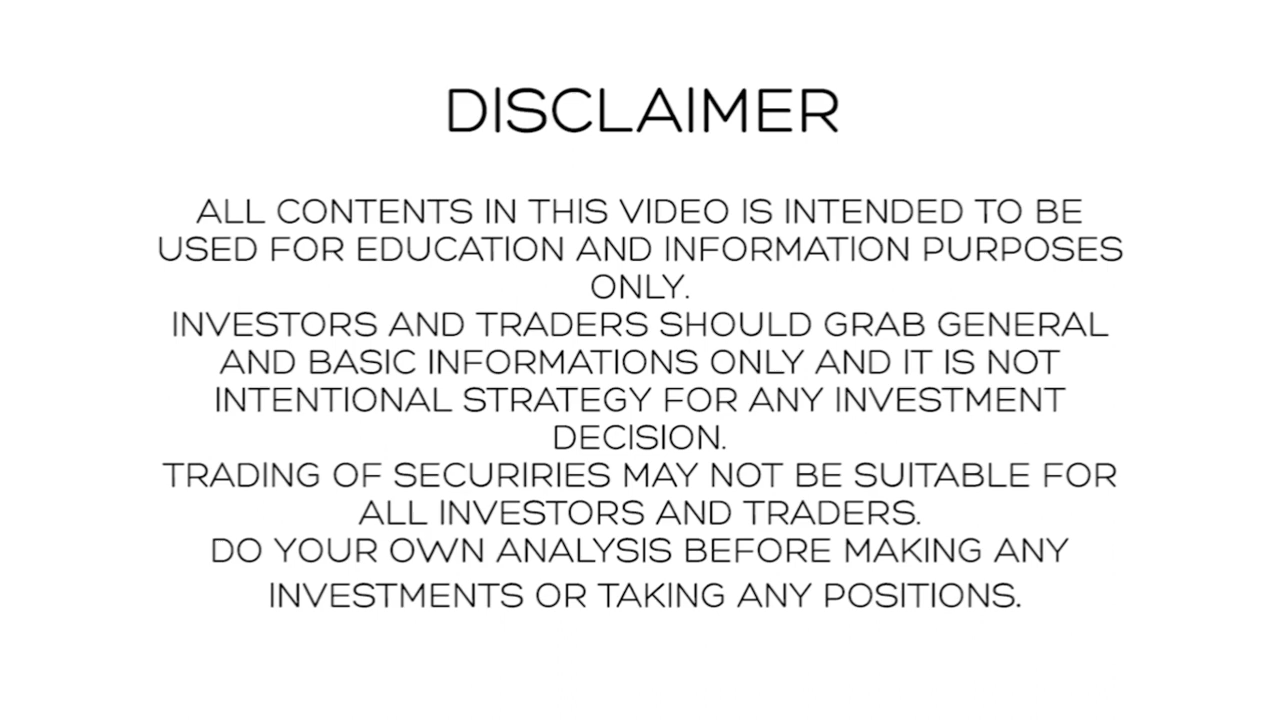 DISCLAIMER
ALL CONTENTS IN THIS VIDEO IS INTENDED TO BE
USED FOR EDUCATION AND INFORMATION PURPOSES
ONLY.
INVESTORS AND TRADERS SHOULD GRAB GENERAL
AND BASIC INFORMATIONS ONLY AND IT IS NOT
INTENTIONAL STRATEGY FOR ANY INVESTMENT
DECISION.
TRADING OF SECURIRIES MAY NOT BE SUITABLE FOR
ALL INVESTORS AND TRADERS.
DO YOUR OWN ANALYSIS BEFORE MAKING ANY
INVESTMENTS OR TAKING ANY POSITIONS.